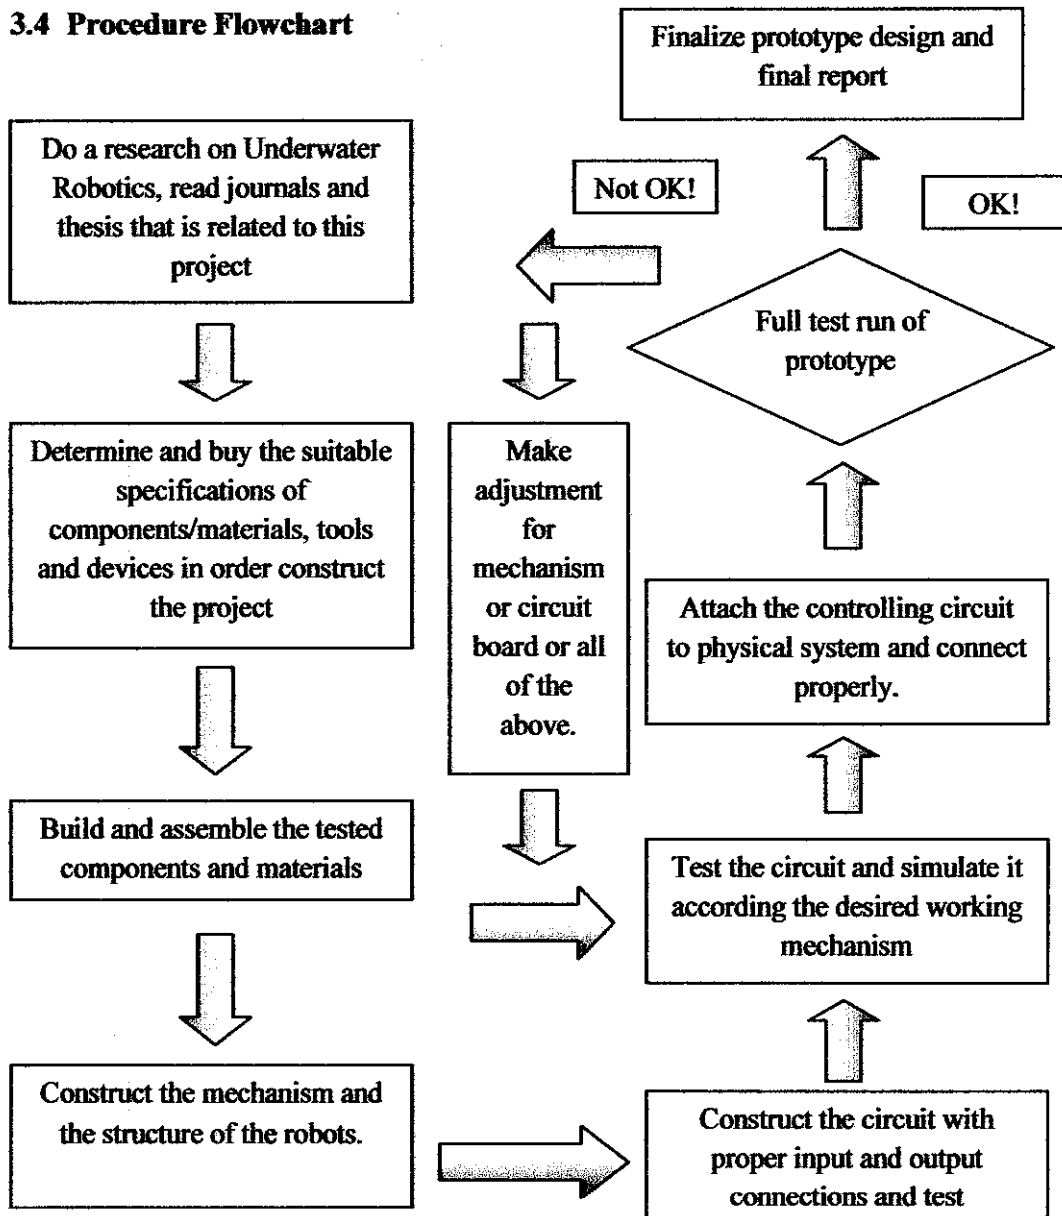 3.4 Procedure Flowchart
Do a research on Underwater
Robotics, read journals and
thesis that is related to this
project
Determine and buy the suitable
specifications of
components/materials, tools
and devices in order construct
the project
Build and assemble the tested
components and materials
Construct the mechanism and
the structure of the robots.
Construct the circuit with
proper input and output
connections and test
Test the circuit and simulate it
according the desired working
mechanism
Attach the controlling circuit
to physical system and connect
properly.
Full test run of
prototype
Not OK!
Make
adjustment
for
mechanism
or circuit
board or all
of the
above.
OK!
Finalize prototype design and
final report